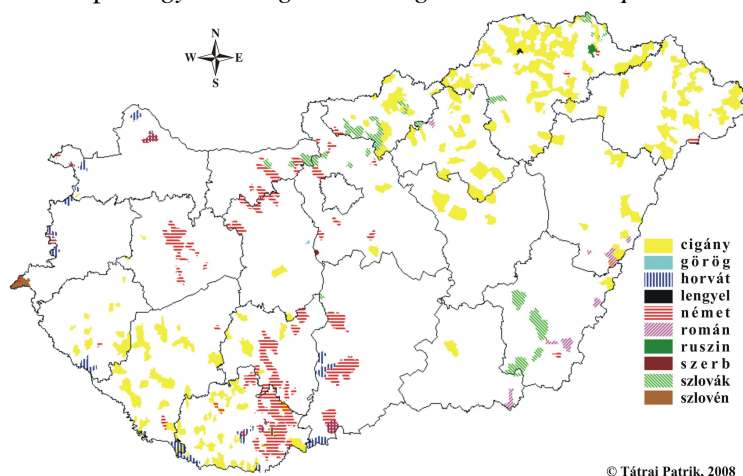 N
W E
S
cigány
görög
horvát
lengyel
német
román
ruszin
szerb
szlovák
szlovén
© Tátrai Patrik, 2008